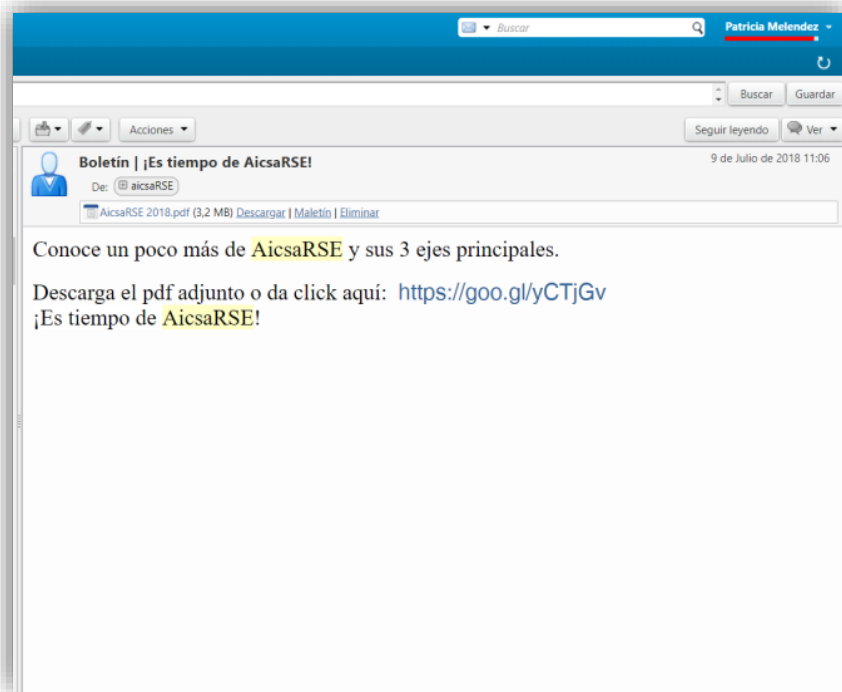 Buscar
Patricia Melendez
Buscar Guardar
Acciones Seguir leyendo Ver
Boletín | ¡Es tiempo de AicsaRSE! 9 de Julio de 2018 11:06
De: aicsaRSE
AicsaRSE 2018.pdf (3,2 MB) Descargar | Maletín | Eliminar
Conoce un poco más de AicsaRSE y sus 3 ejes principales.
Descarga el pdf adjunto o da click aquí: https://goo.gl/yCTjGv
¡Es tiempo de AicsaRSE!